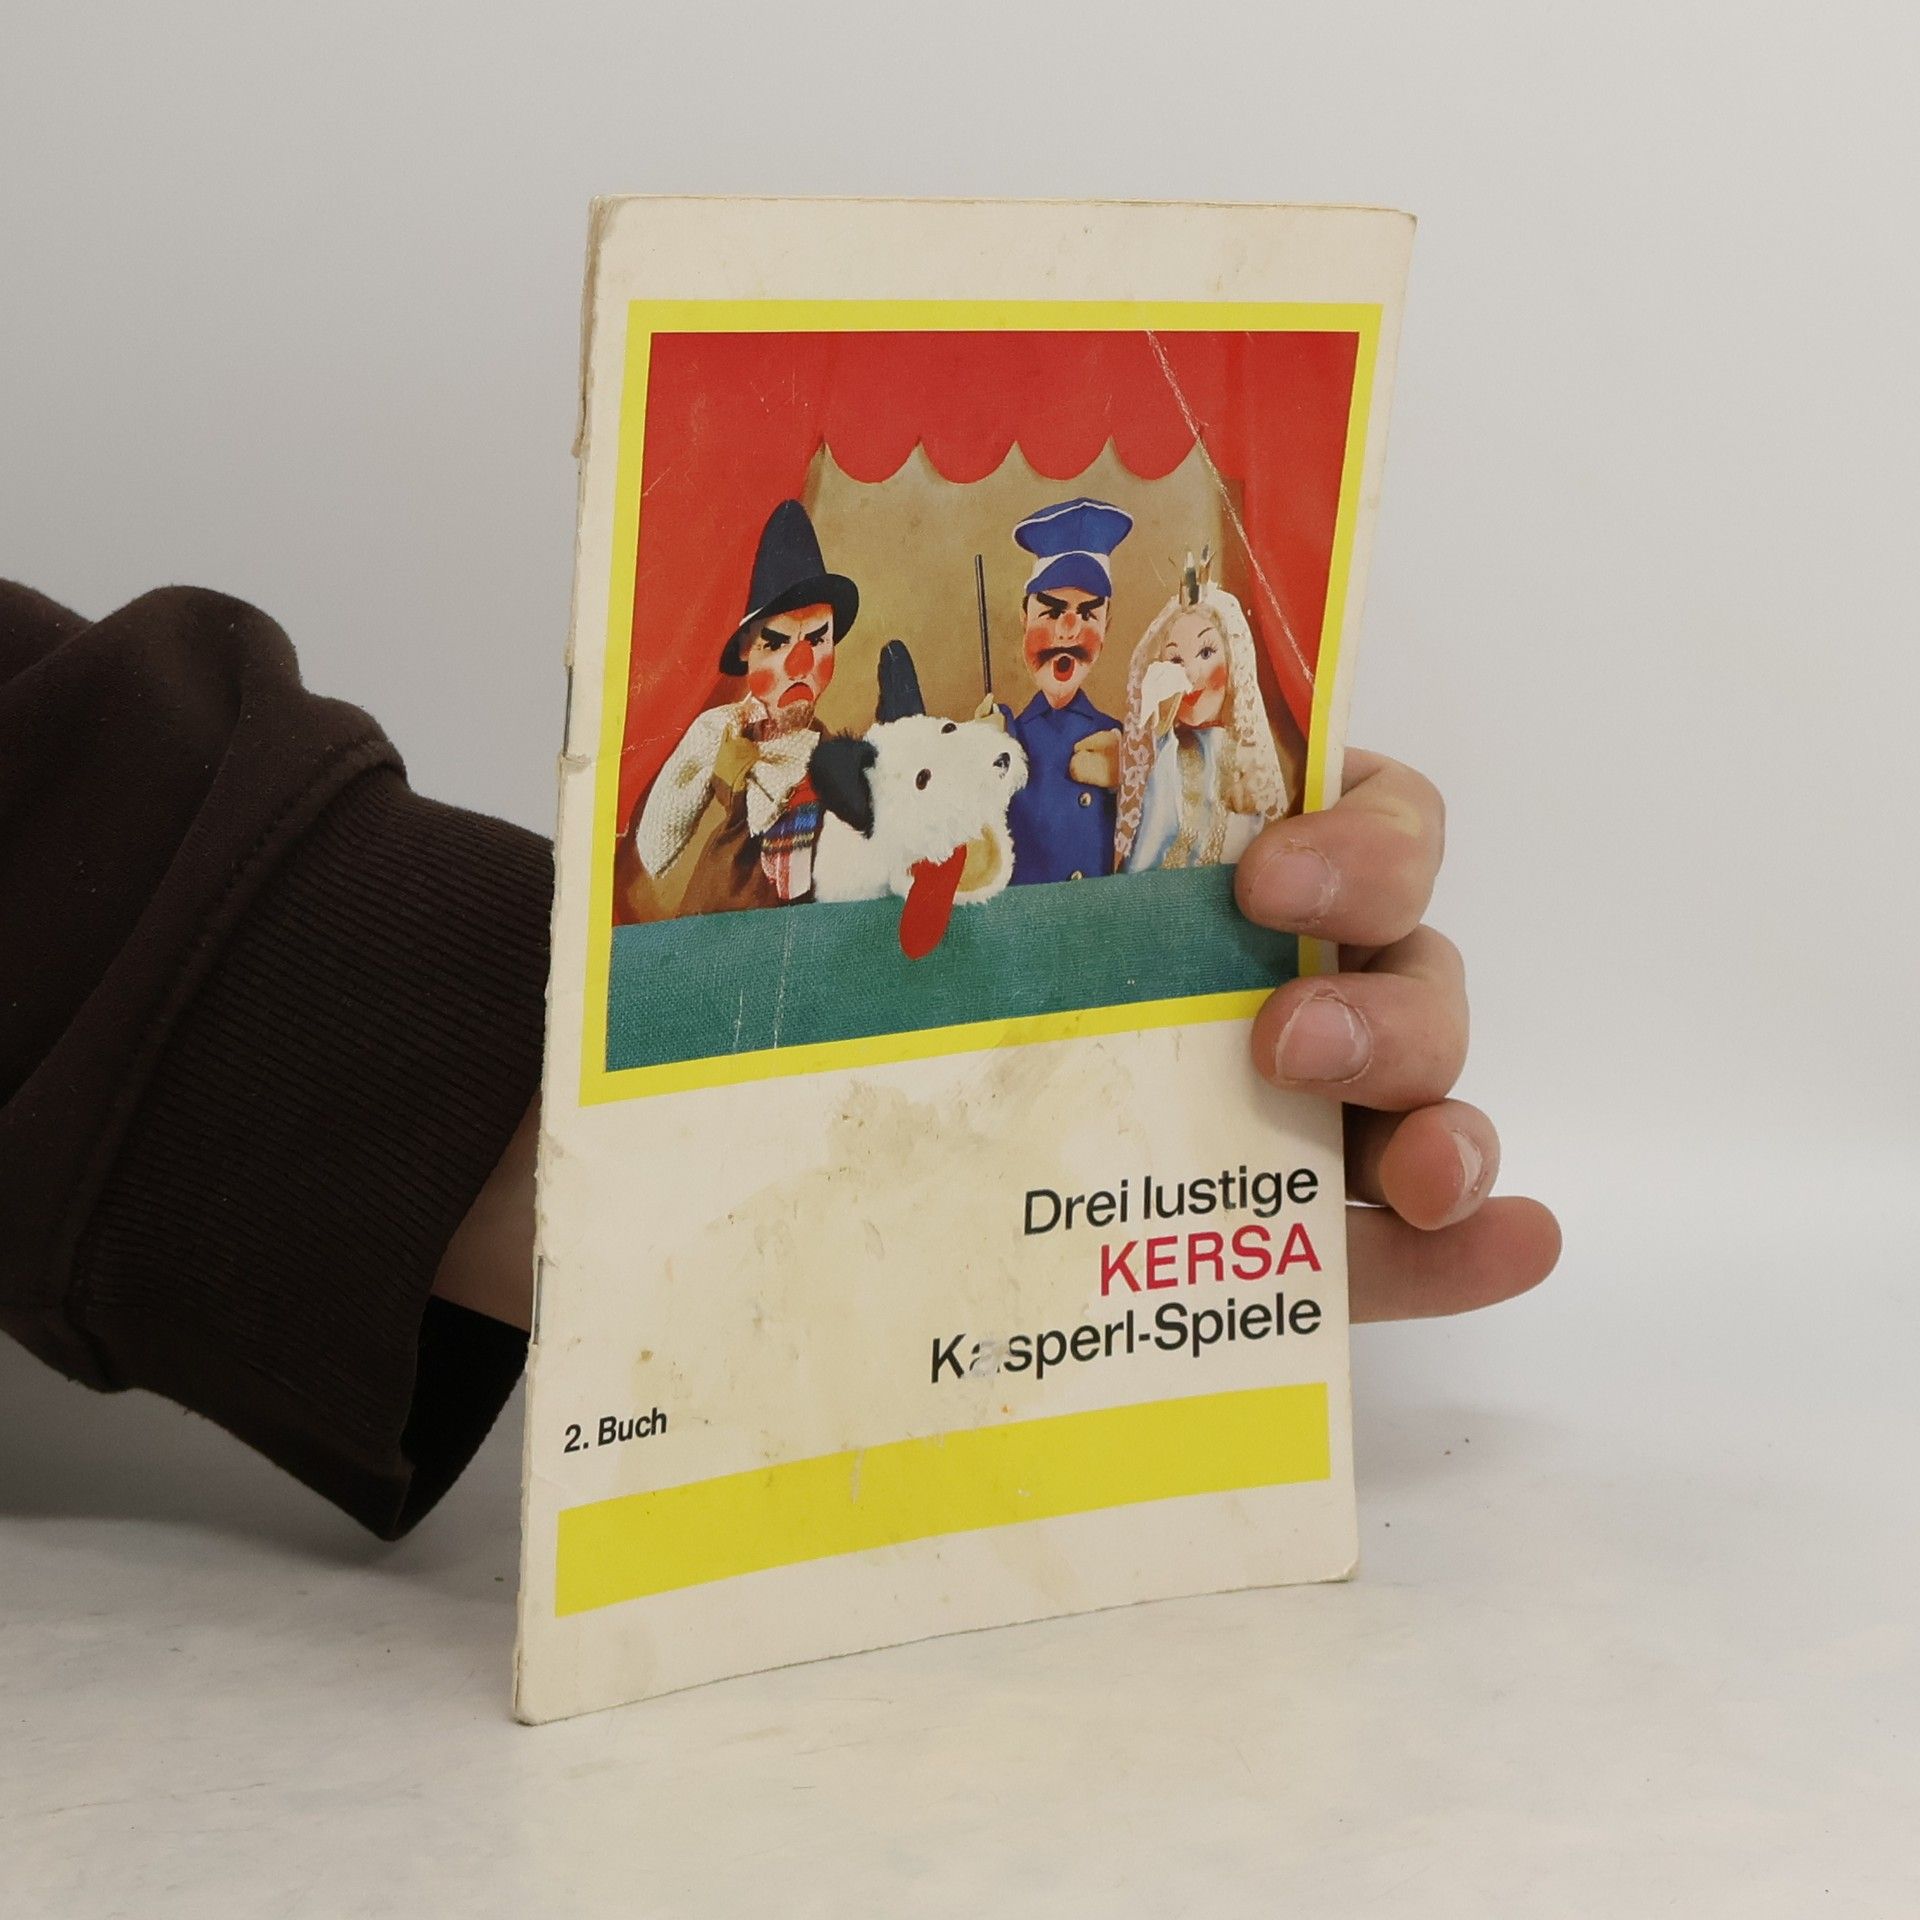 Drei lustige
KERSA
Kasperl-Spiele
2. Buch